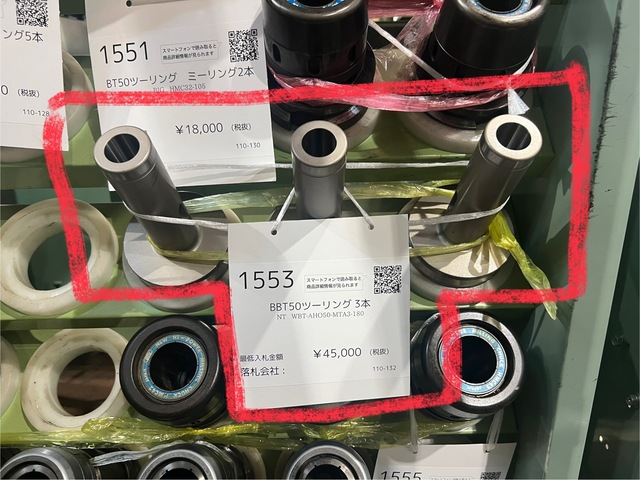 ング5本
0 (税抜)
110-128
1551
スマートフォンで読み取ると
商品詳細情報が見られます
BT50ツーリング ミーリング2本
BIG HMC32-105
¥18,000 (税抜)
110-130
1553
スマートフォンで読み取ると
商品詳細情報が見られます
BBT50ツーリング 3本
NT WBT-AHO50-MTA3-180
最低入札金額 ¥45,000 (税抜)
落札会社:
110-132
1555